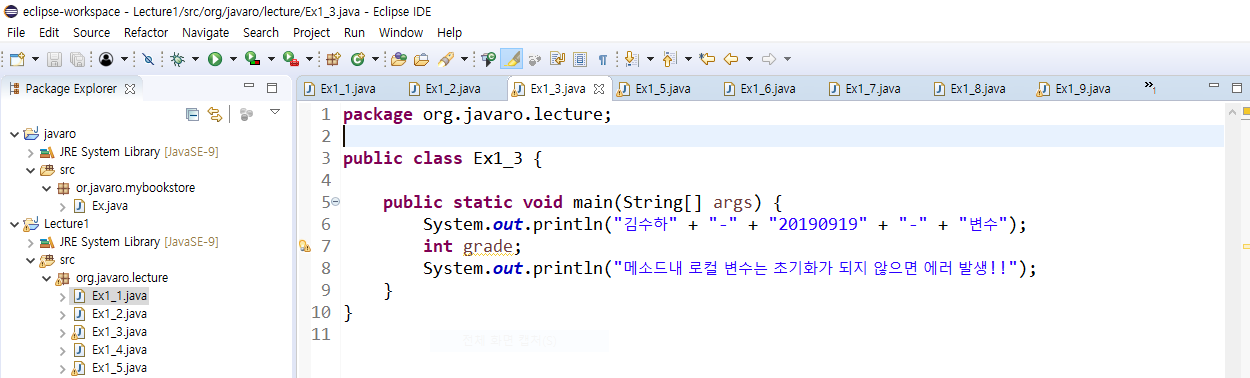 eclipse-workspace - Lecture1/src/org/javaro/lecture/Ex1_3.java - Eclipse IDE
File Edit Source Refactor Navigate Search Project Run Window Help
Package Explorer
javaro
JRE System Library [JavaSE-9]
src
or.javaro.mybookstore
Ex.java
Lecture1
JRE System Library [JavaSE-9]
src
org.javaro.lecture
Ex1_1.java
Ex1_2.java
Ex1_3.java
Ex1_4.java
Ex1_5.java
Ex1_1.java Ex1_2.java Ex1_3.java Ex1_5.java Ex1_6.java Ex1_7.java Ex1_8.java Ex1_9.java »1
1 package org.javaro.lecture;
2
3 public class Ex1_3 {
4
5 public static void main(String[] args) {
6 System.out.println("김수하" + "-" + "20190919" + "-" + "변수");
7 int grade;
8 System.out.println("메소드내 로컬 변수는 초기화가 되지 않으면 에러 발생!!");
9 }
10 }
11